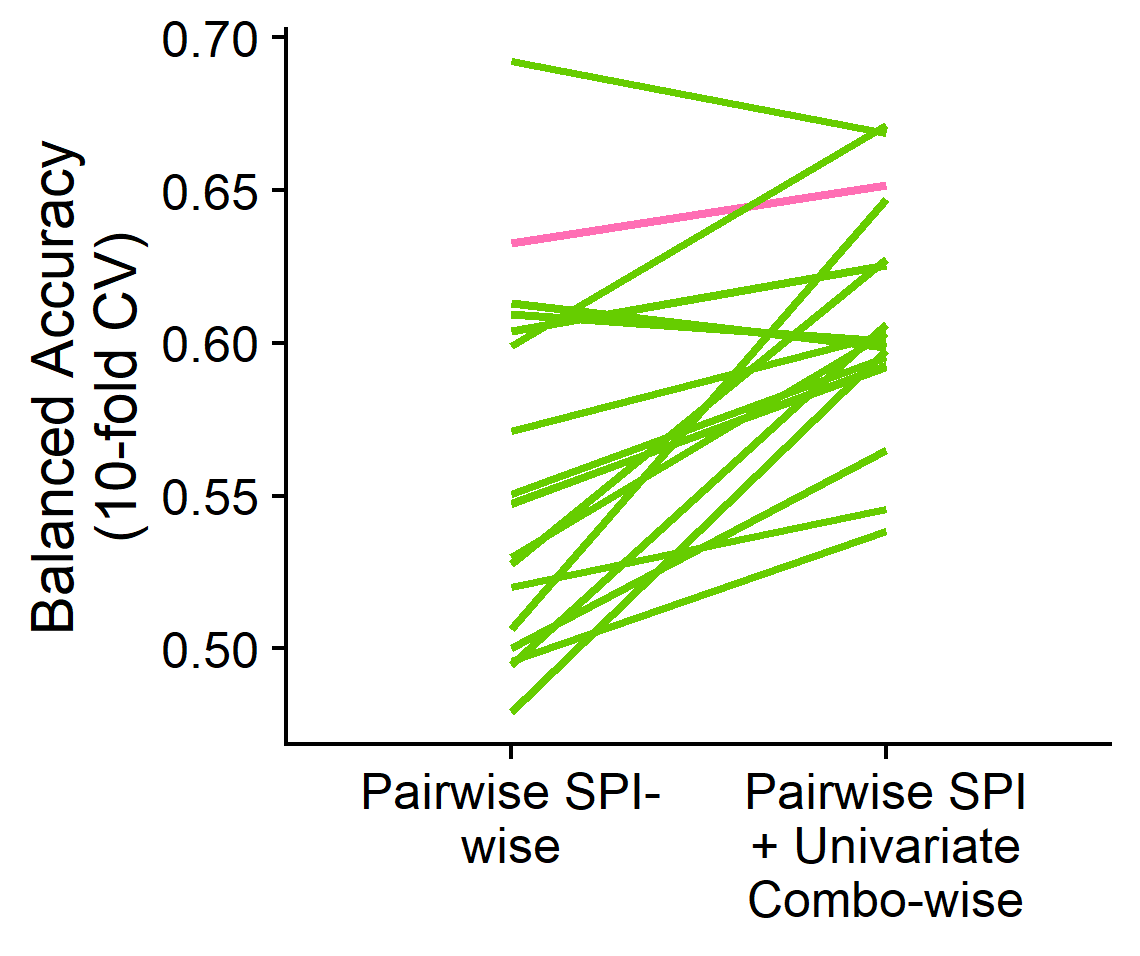 Balanced Accuracy
(10-fold CV)
0.70
0.65
0.60
0.55
0.50
Pairwise SPI-
wise
Pairwise SPI
+ Univariate
Combo-wise